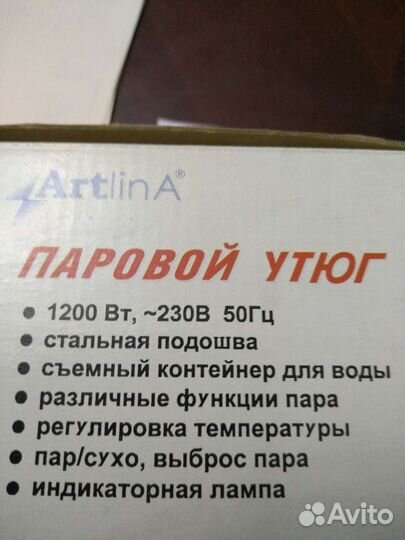 ArtlinA®
ПАРОВОЙ УТЮГ
• 1200 Вт, ~230В 50Гц
• стальная подошва
• съемный контейнер для воды
• различные функции пара
• регулировка температуры
• пар/сухо, выброс пара
• индикаторная лампа
Avito